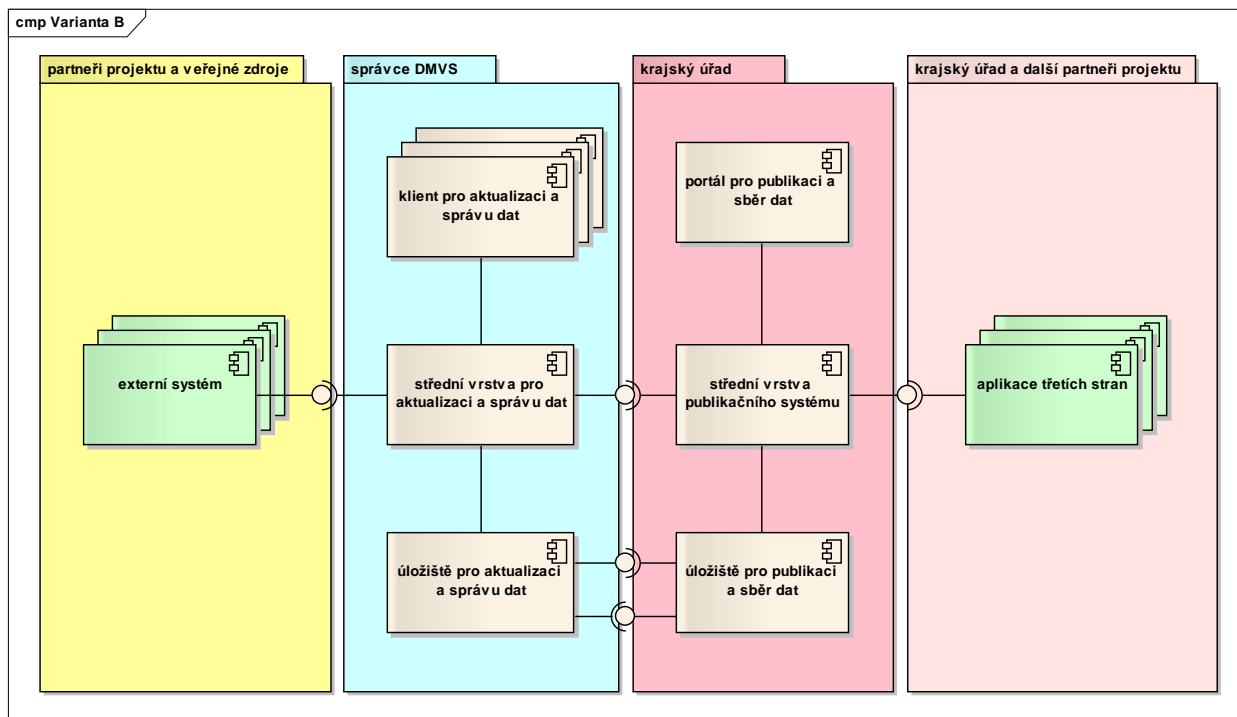 cmp Varianta B
partneři projektu a veřejné zdroje
správce DMVS
krajský úřad
krajský úřad a další partneři projektu
klient pro aktualizaci a
správu dat
portál pro publikaci a
sběr dat
externí systém
střední vrstva pro
aktualizaci a správu dat
střední vrstva
publikačního systému
aplikace třetích stran
úložiště pro aktualizaci
a správu dat
úložiště pro publikaci
a sběr dat